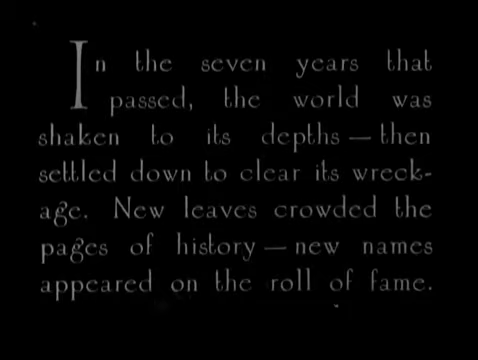 In the seven years that
passed, the world was
shaken to its depths — then
settled down to clear its wreck-
age. New leaves crowded the
pages of history — new names
appeared on the roll of fame.